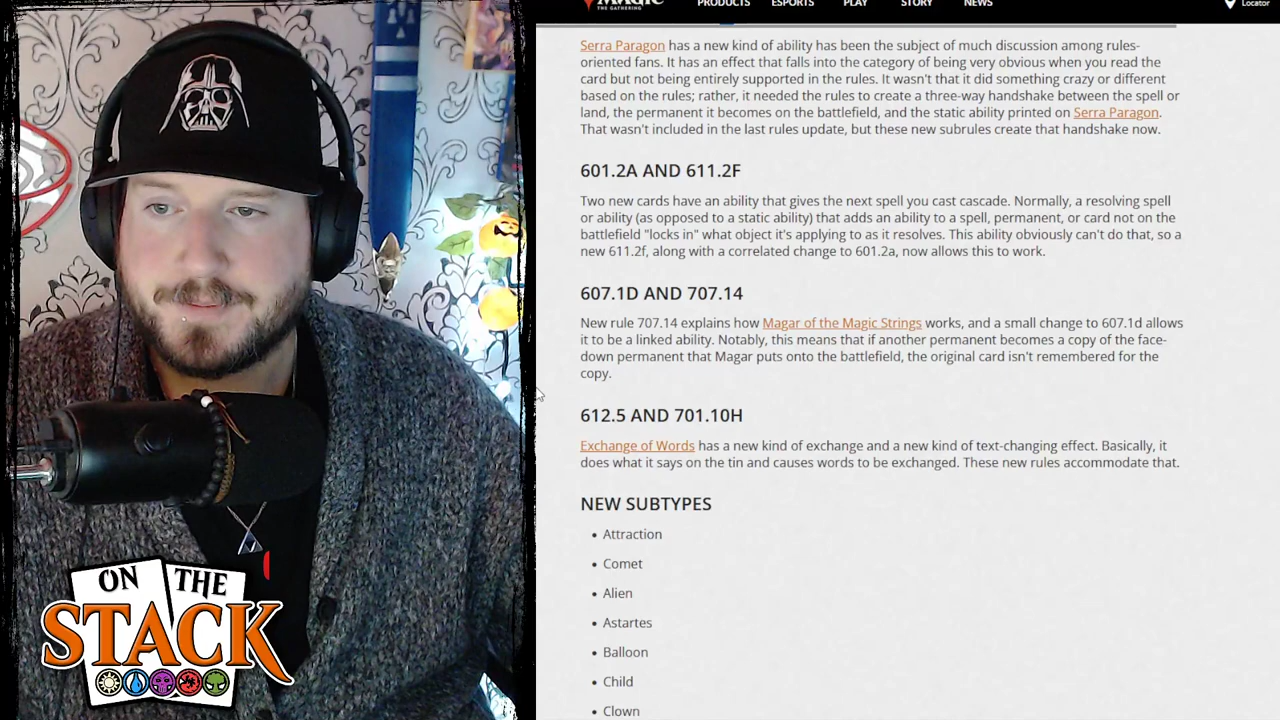 MAGIC
THE GATHERING
PRODUCTS ESPORTS PLAY STORY NEWS
Locator
Serra Paragon has a new kind of ability has been the subject of much discussion among rules-
oriented fans. It has an effect that falls into the category of being very obvious when you read the
card but not being entirely supported in the rules. It wasn't that it did something crazy or different
based on the rules; rather, it needed the rules to create a three-way handshake between the spell or
land, the permanent it becomes on the battlefield, and the static ability printed on Serra Paragon.
That wasn't included in the last rules update, but these new subrules create that handshake now.
601.2A AND 611.2F
Two new cards have an ability that gives the next spell you cast cascade. Normally, a resolving spell
or ability (as opposed to a static ability) that adds an ability to a spell, permanent, or card not on the
battlefield "locks in" what object it's applying to as it resolves. This ability obviously can't do that, so a
new 611.2f, along with a correlated change to 601.2a, now allows this to work.
607.1D AND 707.14
New rule 707.14 explains how Magar of the Magic Strings works, and a small change to 607.1d allows
it to be a linked ability. Notably, this means that if another permanent becomes a copy of the face-
down permanent that Magar puts onto the battlefield, the original card isn't remembered for the
copy.
612.5 AND 701.10H
Exchange of Words has a new kind of exchange and a new kind of text-changing effect. Basically, it
does what it says on the tin and causes words to be exchanged. These new rules accommodate that.
NEW SUBTYPES
• Attraction
• Comet
• Alien
• Astartes
• Balloon
• Child
• Clown
ON THE
STACK